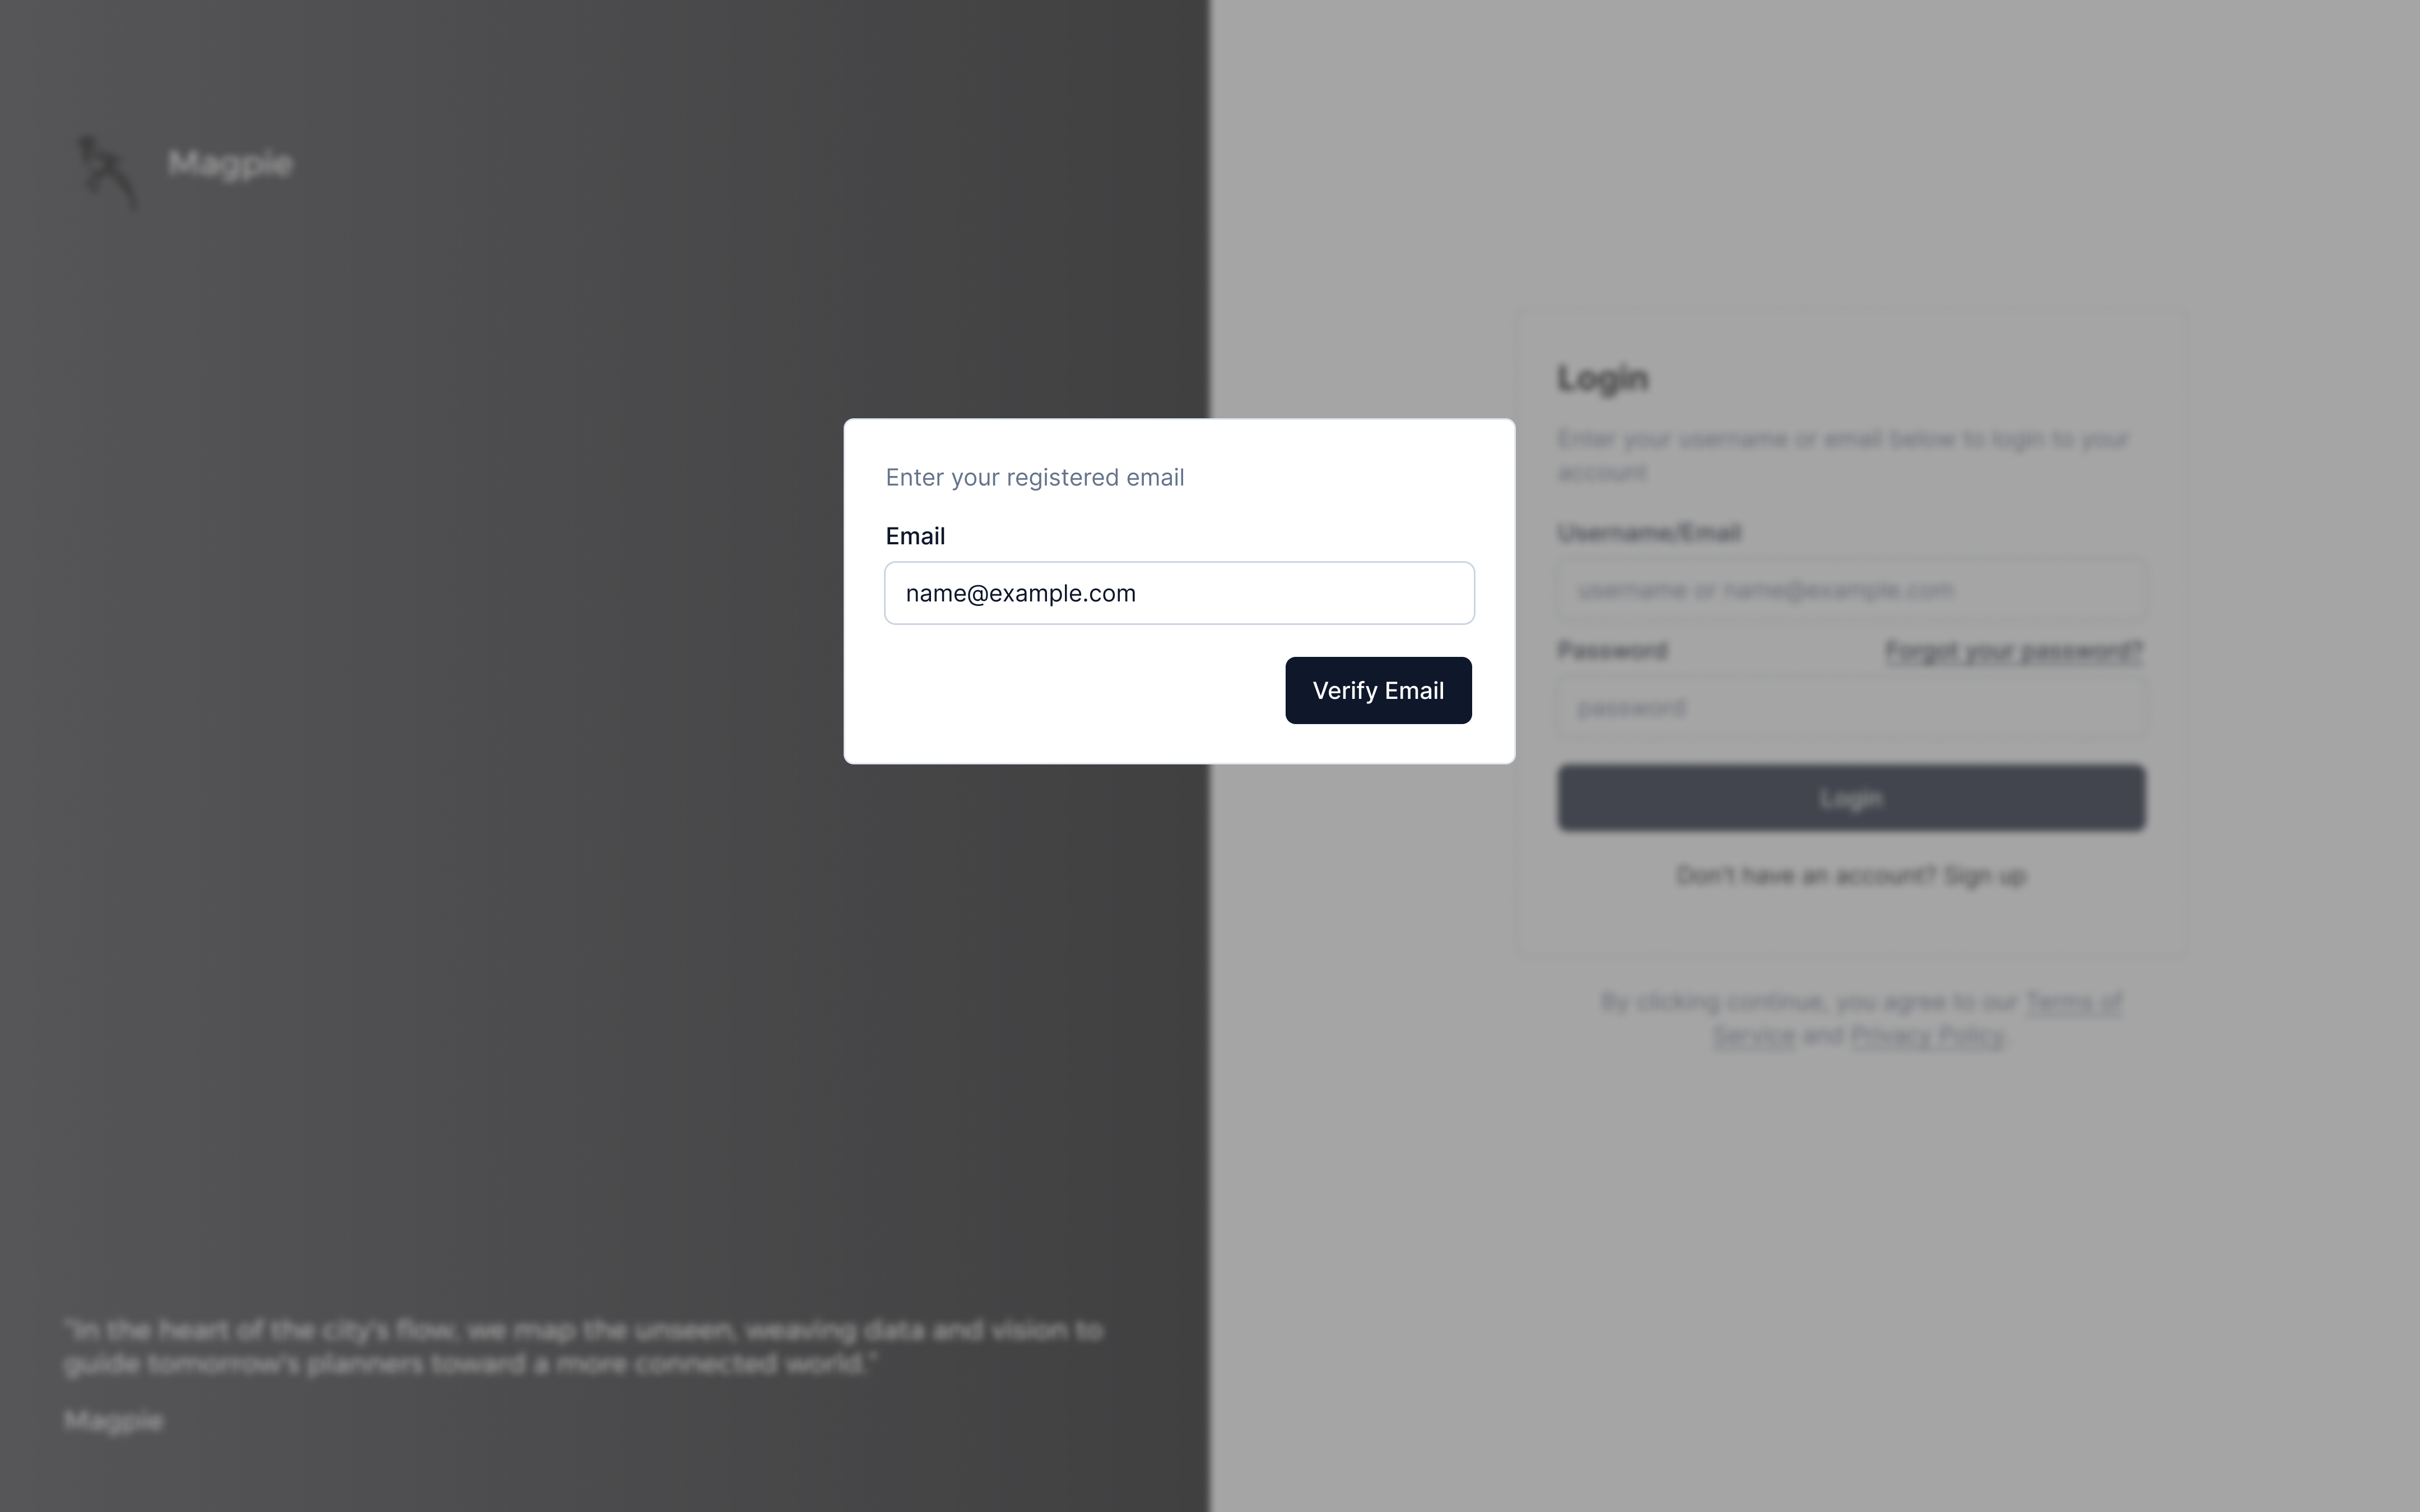 Magpie
Enter your registered email
Email
name@example.com
Verify Email
Login
Enter your username or email below to login to your
account
Username/Email
username or name@example.com
Password
Forgot your password?
password
Login
Don't have an account? Sign up
By clicking continue, you agree to our Terms of
Service and Privacy Policy.
"In the heart of the city's flow, we map the unseen, weaving data and vision to
guide tomorrow's planners toward a more connected world."
Magpie